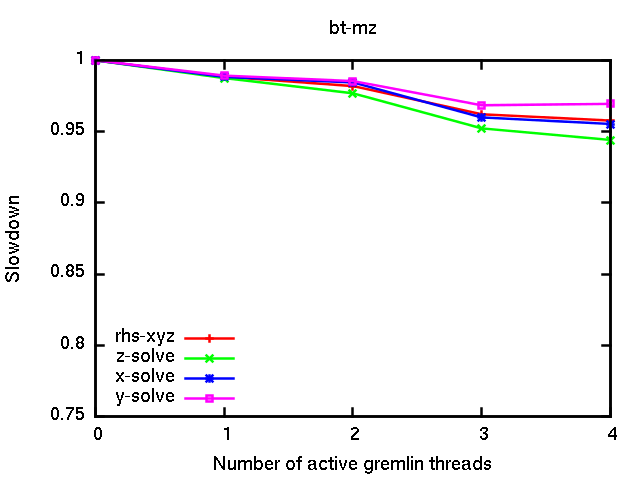 bt-mz
1
0.95
0.9
0.85
0.8
0.75
Slowdown
rhs-xyz
z-solve
x-solve
y-solve
0 1 2 3 4
Number of active gremlin threads